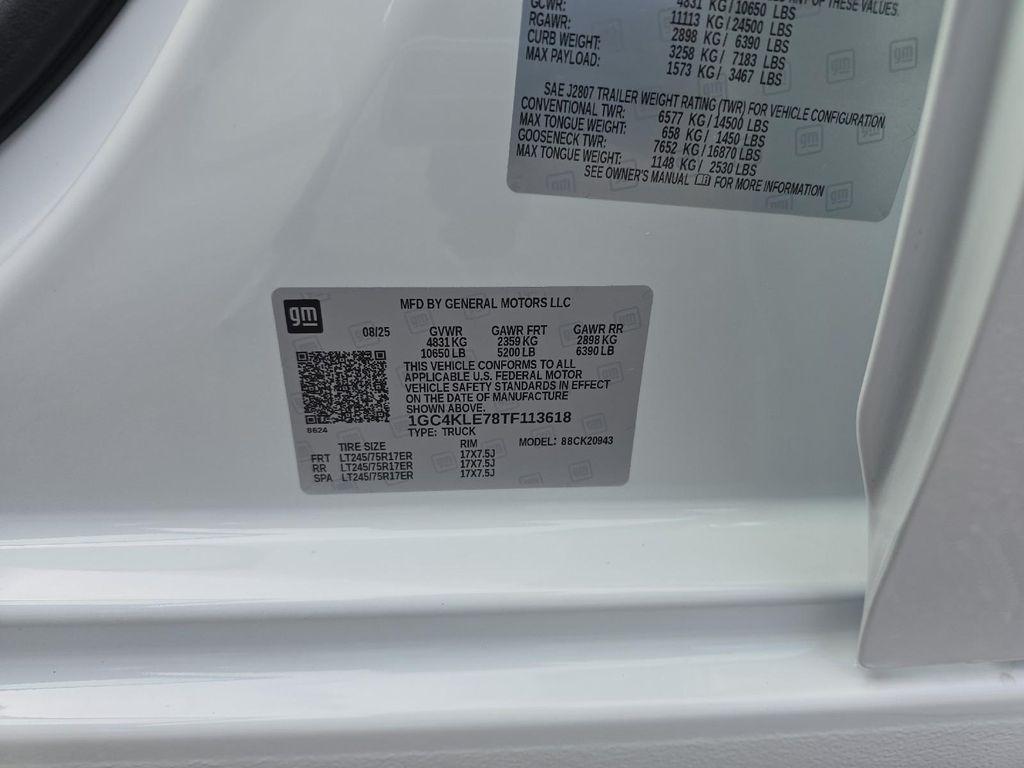 ANY OF THESE VALUES.
GCWR: 4831 KG/10650 LBS
RGAWR: 11113 KG/24500 LBS
CURB WEIGHT: 2898 KG/ 6390 LBS
MAX PAYLOAD: 3258 KG/ 7183 LBS
1573 KG/ 3467 LBS
SAE J2807 TRAILER WEIGHT RATING (TWR) FOR VEHICLE CONFIGURATION
CONVENTIONAL TWR: 6577 KG/14500 LBS
MAX TONGUE WEIGHT: 658 KG/ 1450 LBS
GOOSENECK TWR: 7652 KG/16870 LBS
MAX TONGUE WEIGHT: 1148 KG/ 2530 LBS
SEE OWNER'S MANUAL FOR MORE INFORMATION
gm
MFD BY GENERAL MOTORS LLC
08/25 GVWR GAWR FRT GAWR RR
4831 KG 2359 KG 2898 KG
10650 LB 5200 LB 6390 LB
THIS VEHICLE CONFORMS TO ALL
APPLICABLE U.S. FEDERAL MOTOR
VEHICLE SAFETY STANDARDS IN EFFECT
ON THE DATE OF MANUFACTURE
SHOWN ABOVE.
1GC4KLE78TF113618
8624
TYPE: TRUCK
MODEL: 88CK20943
TIRE SIZE RIM
FRT LT245/75R17ER 17X7.5J
RR LT245/75R17ER 17X7.5J
SPA LT245/75R17ER 17X7.5J